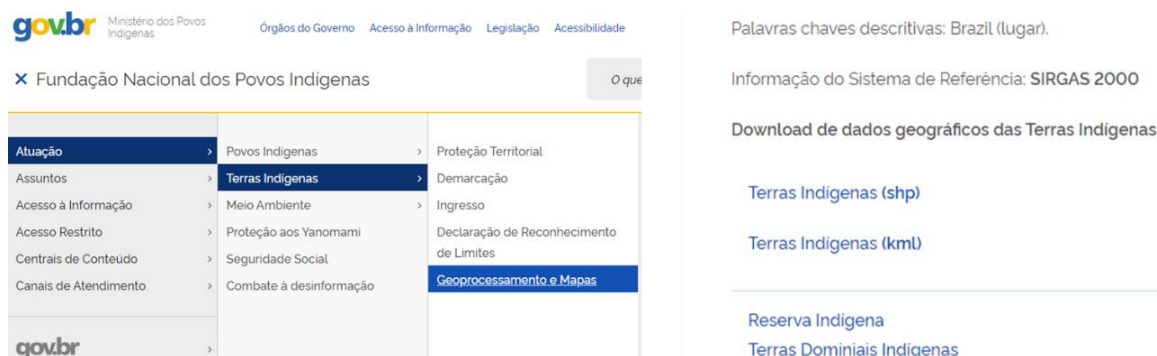 gov.br
Ministério dos Povos
Indígenas
Órgãos do Governo Acesso à Informação Legislação Acessibilidade
× Fundação Nacional dos Povos Indígenas
O que
Atuação
Assuntos
Acesso à Informação
Acesso Restrito
Centrais de Conteúdo
Canais de Atendimento
gov.br
Povos Indígenas
Terras Indígenas
Meio Ambiente
Proteção aos Yanomami
Seguridade Social
Combate à desinformação
Proteção Territorial
Demarcação
Ingresso
Declaração de Reconhecimento
de Limites
Geoprocessamento e Mapas
Palavras chaves descritivas: Brazil (lugar).
Informação do Sistema de Referência: SIRGAS 2000
Download de dados geográficos das Terras Indígenas
Terras Indígenas (shp)
Terras Indígenas (kml)
Reserva Indígena
Terras Dominiais Indígenas